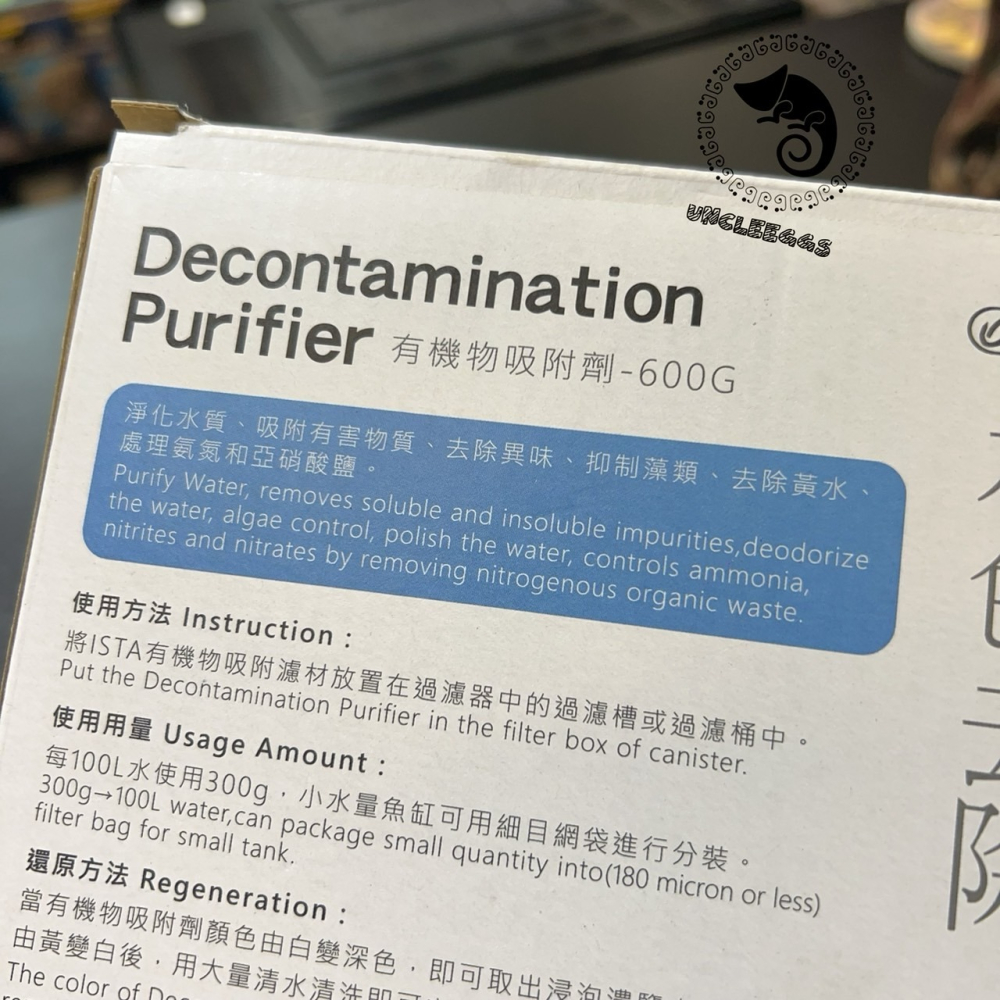 UNCLEEGGS
Decontamination
Purifier 有機物吸附劑-600G
淨化水質、吸附有害物質、去除異味、抑制藻類、去除黃水、
處理氨氮和亞硝酸鹽。
Purify Water, removes soluble and insoluble impurities,deodorize
the water, algae control, polish the water, controls ammonia,
nitrites and nitrates by removing nitrogenous organic waste.
使用方法 Instruction：
將ISTA有機物吸附濾材放置在過濾器中的過濾槽或過濾桶中。
Put the Decontamination Purifier in the filter box of canister.
使用用量 Usage Amount：
每100L水使用300g，小水量魚缸可用細目網袋進行分裝。
300g→100L water,can package small quantity into(180 micron or less)
filter bag for small tank.
還原方法 Regeneration：
當有機物吸附劑顏色由白變深色，即可取出浸泡濃鹽
由黃變白後，用大量清水清洗即可
The color of
色去除